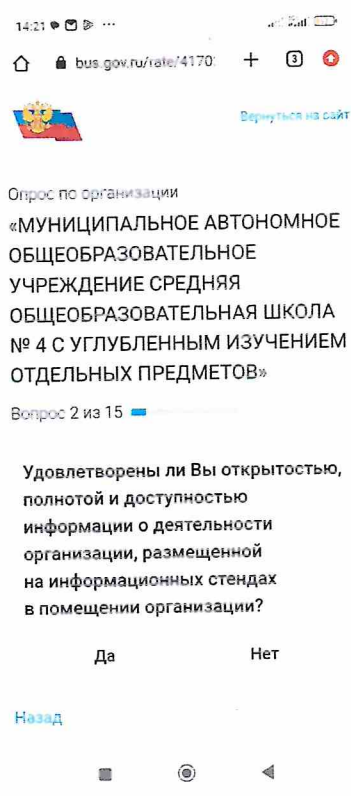 14:21
bus.gov.ru/rate/4170
3
Вернуться на сайт
Опрос по организации
«МУНИЦИПАЛЬНОЕ АВТОНОМНОЕ
ОБЩЕОБРАЗОВАТЕЛЬНОЕ
УЧРЕЖДЕНИЕ СРЕДНЯЯ
ОБЩЕОБРАЗОВАТЕЛЬНАЯ ШКОЛА
№ 4 С УГЛУБЛЕННЫМ ИЗУЧЕНИЕМ
ОТДЕЛЬНЫХ ПРЕДМЕТОВ»
Вопрос 2 из 15
Удовлетворены ли Вы открытостью,
полнотой и доступностью
информации о деятельности
организации, размещенной
на информационных стендах
в помещении организации?
Да Нет
Назад